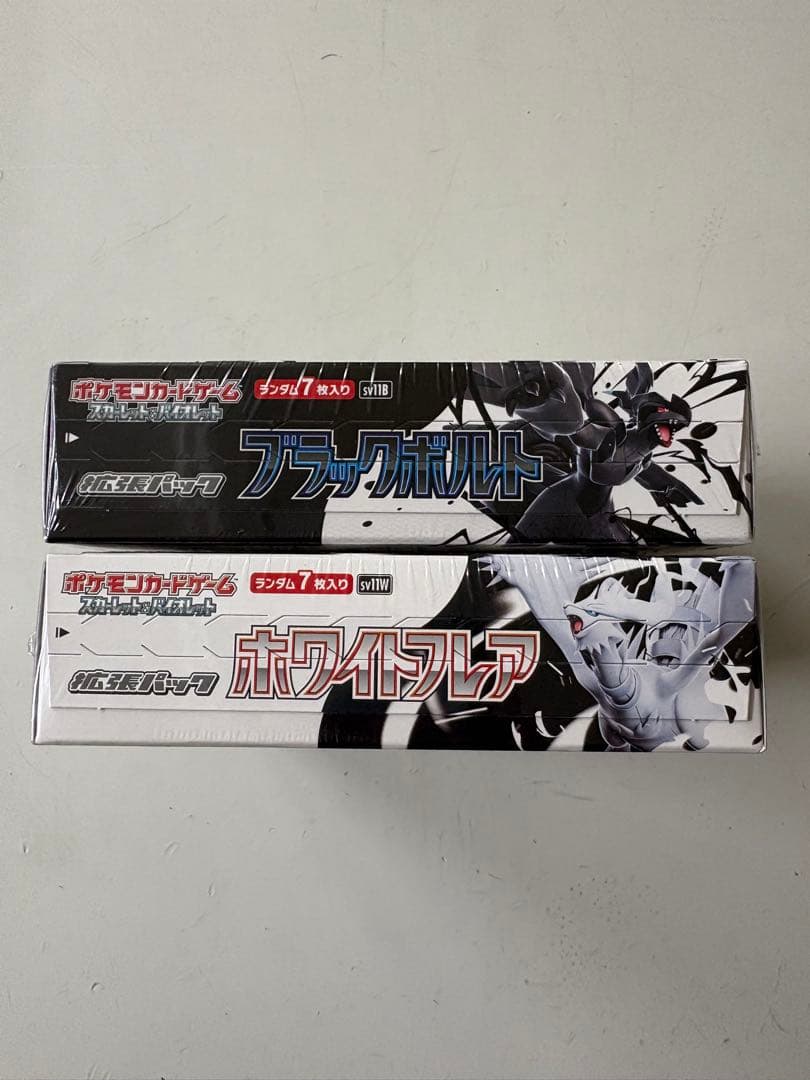 ポケモンカードゲーム
スカーレット&バイオレット
ランダム7枚入り
sv11B
ブラックボルト
拡張パック
ポケモンカードゲーム
スカーレット&バイオレット
ランダム7枚入り
sv11W
ホワイトフレア
拡張パック